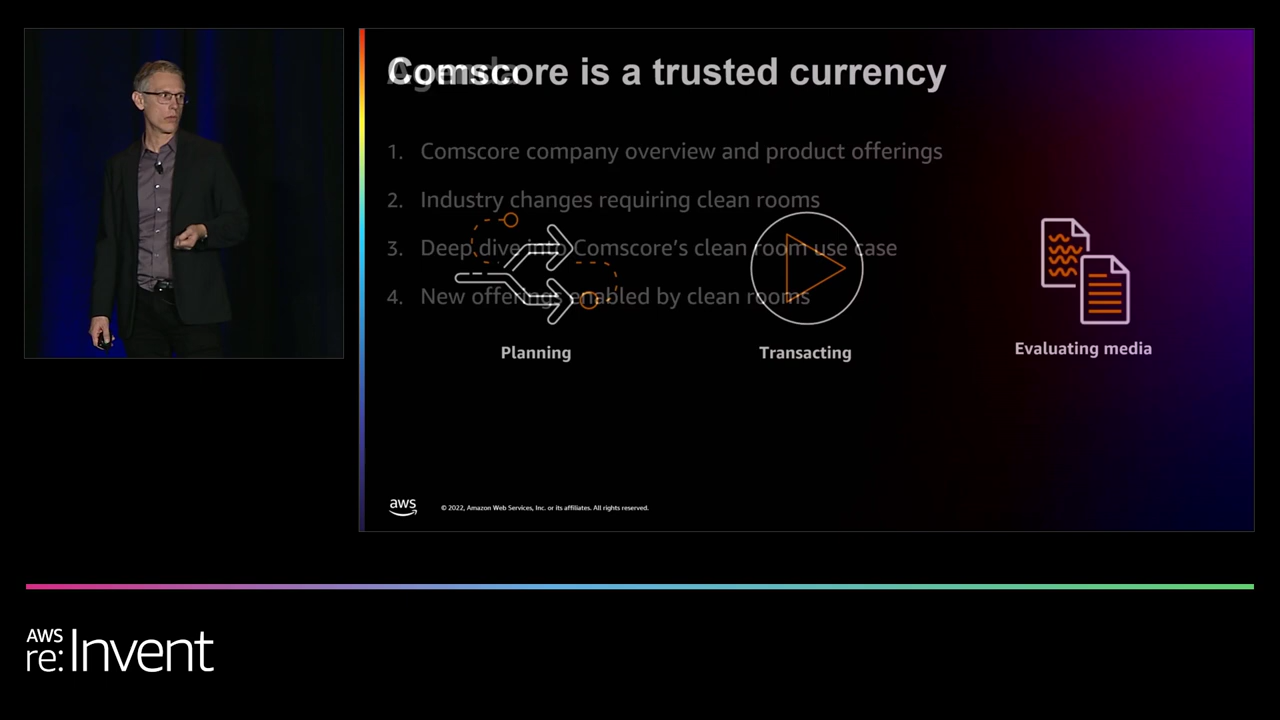 Agenda
Comscore is a trusted currency
1. Comscore company overview and product offerings
2. Industry changes requiring clean rooms
3. Deep dive into Comscore's clean room use case
4. New offerings enabled by clean rooms
Planning
Transacting
Evaluating media
aws
© 2022, Amazon Web Services, Inc. or its affiliates. All rights reserved.
AWS
re:Invent